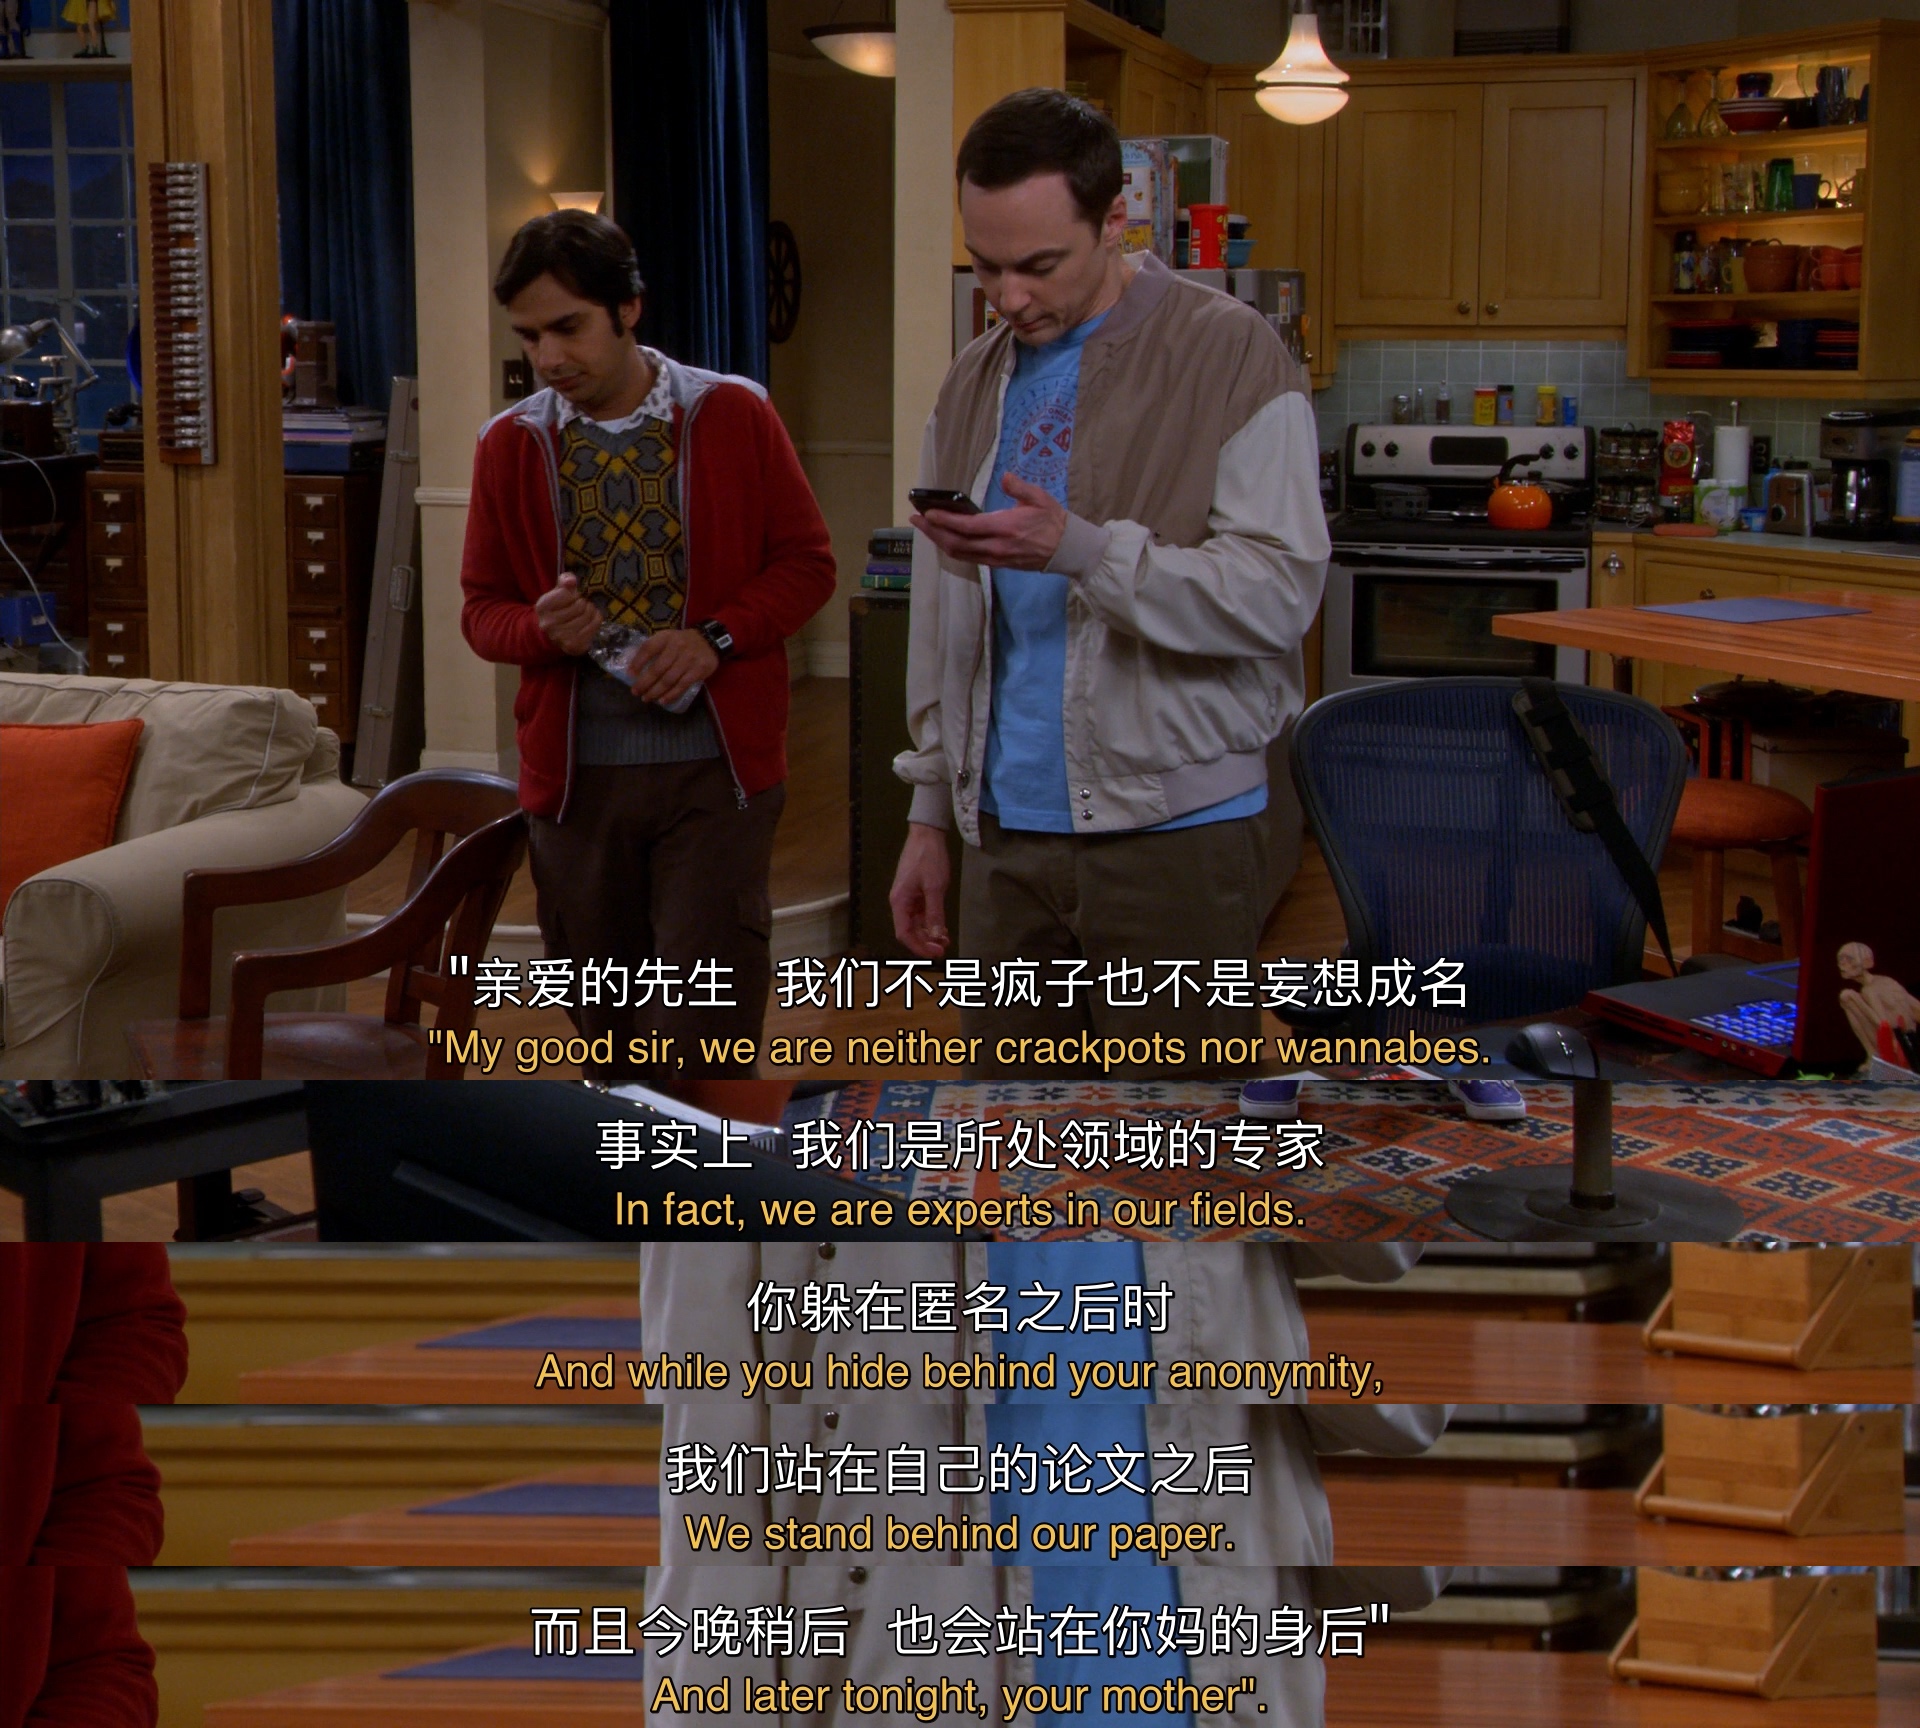 "亲爱的先生 我们不是疯子也不是妄想成名
"My good sir, we are neither crackpots nor wannabes.
事实上 我们是所处领域的专家
In fact, we are experts in our fields.
你躲在匿名之后时
And while you hide behind your anonymity,
我们站在自己的论文之后
We stand behind our paper.
而且今晚稍后 也会站在你妈的身后"
And later tonight, your mother".